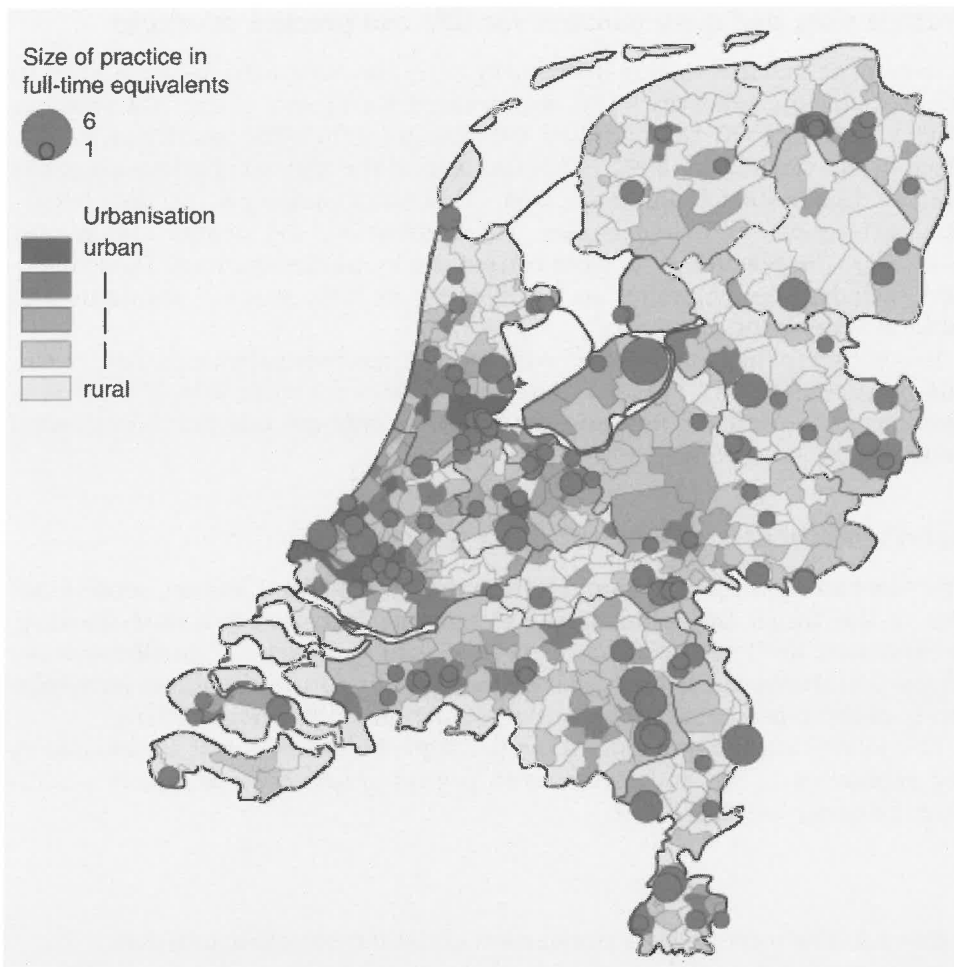 Size of practice in
full-time equivalents
6
1
Urbanisation
urban
rural